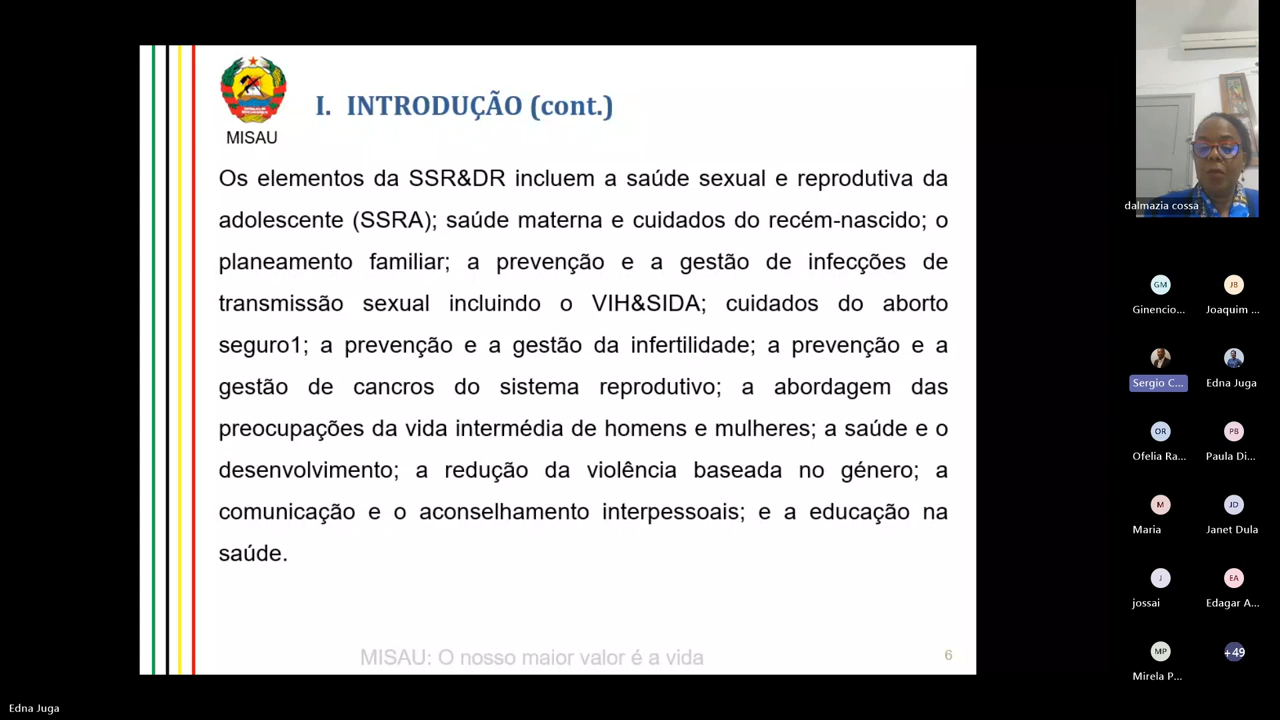 I. INTRODUÇÃO (cont.)
MISAU
Os elementos da SSR&DR incluem a saúde sexual e reprodutiva da
adolescente (SSRA); saúde materna e cuidados do recém-nascido; o
planeamento familiar; a prevenção e a gestão de infecções de
transmissão sexual incluindo o VIH&SIDA; cuidados do aborto
seguro1; a prevenção e a gestão da infertilidade; a prevenção e a
gestão de cancros do sistema reprodutivo; a abordagem das
preocupações da vida intermédia de homens e mulheres; a saúde e o
desenvolvimento; a redução da violência baseada no género; a
comunicação e o aconselhamento interpessoais; e a educação na
saúde.
MISAU: O nosso maior valor é a vida
6
dalmazia cossa
GM
JB
Ginencio...
Joaquim ...
Sergio C...
Edna Juga
OR
PB
Ofelia Ra...
Paula Di...
M
JD
Maria
Janet Dula
J
EA
jossai
Edagar A...
MP
+49
Mirela P...
Edna Juga